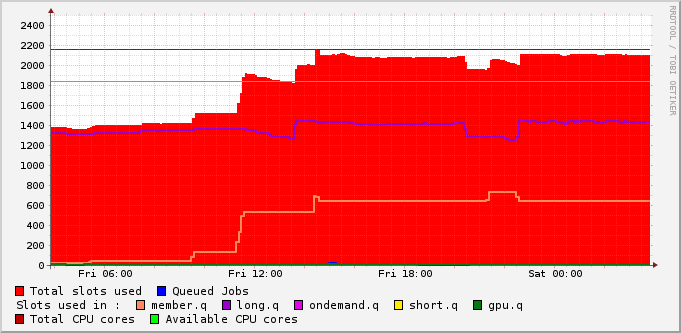 RRDTOOL / TOBI OETIKER
2400
2200
2000
1800
1600
1400
1200
1000
800
600
400
200
0
Fri 06:00 Fri 12:00 Fri 18:00 Sat 00:00
Total slots used Queued Jobs
Slots used in : member.q long.q ondemand.q short.q gpu.q
Total CPU cores Available CPU cores